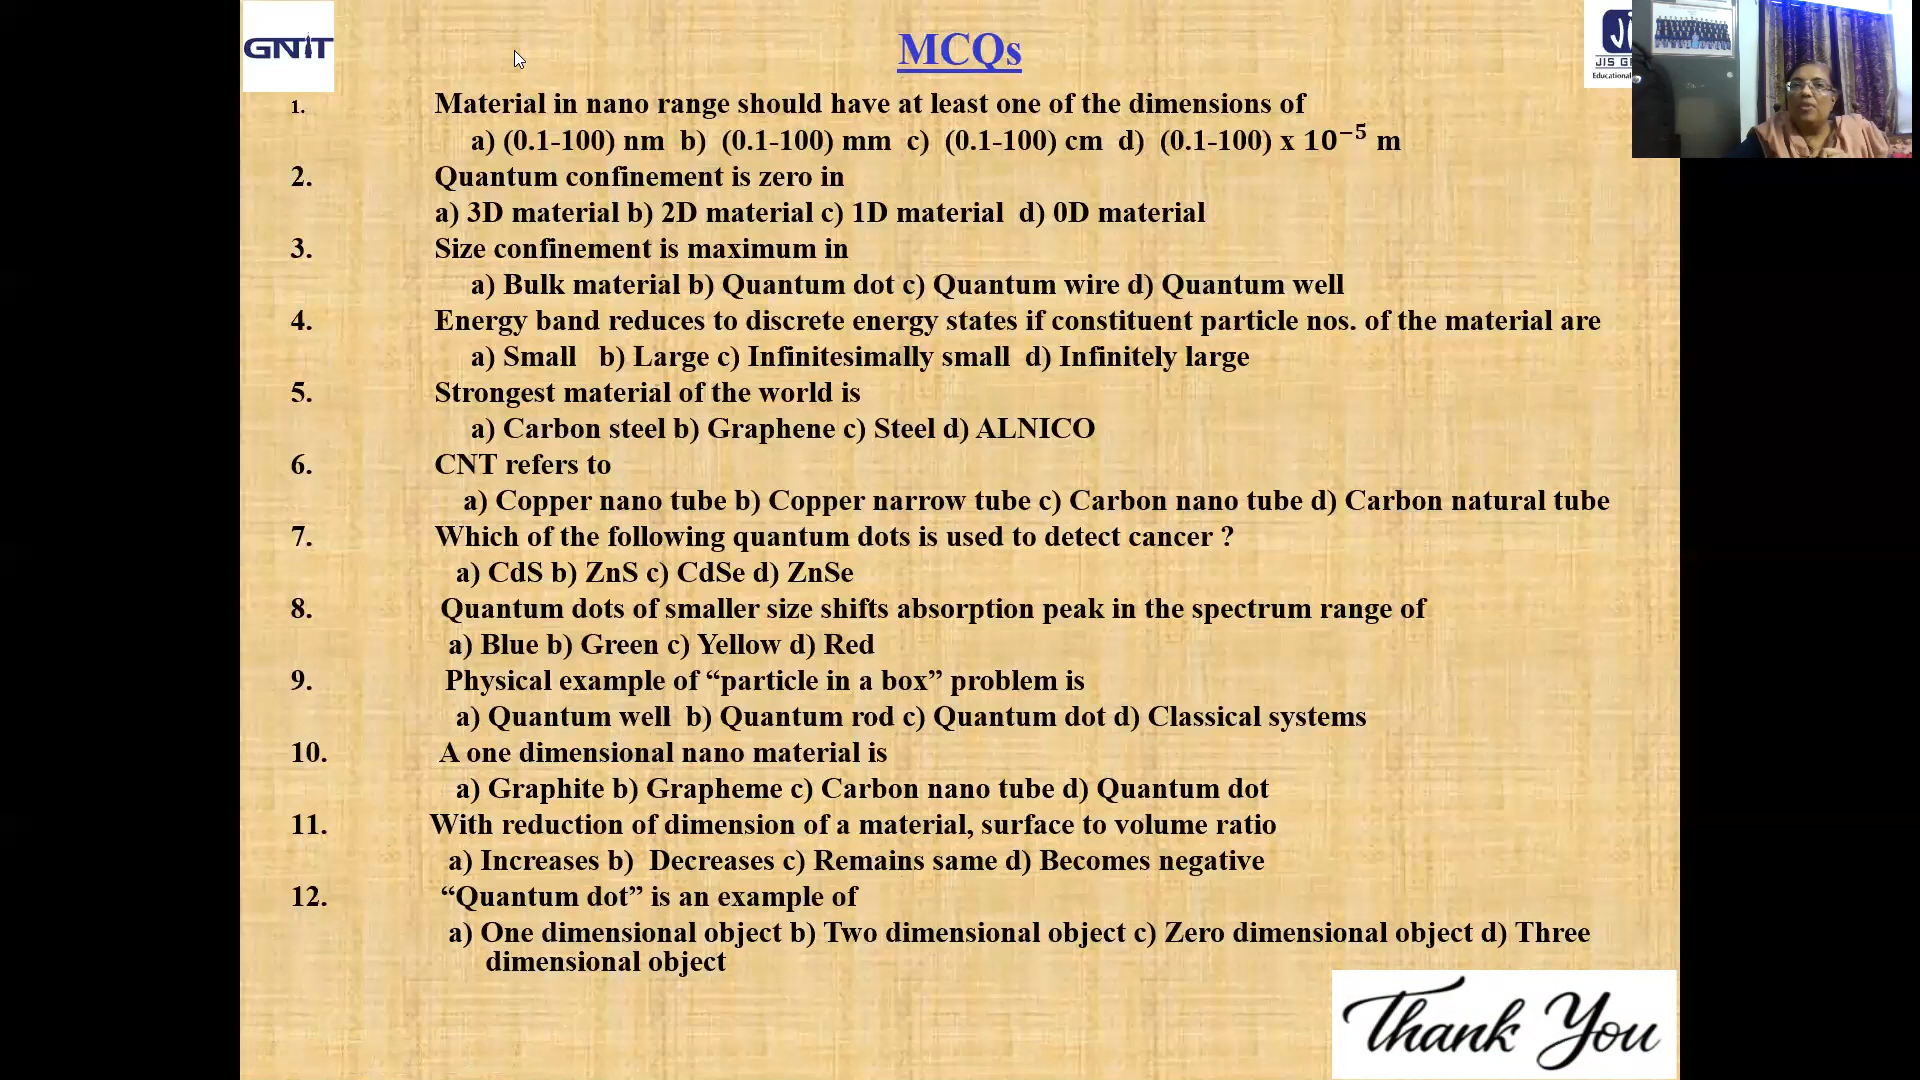 GNIT
MCQs
JIS G
Educational
1. Material in nano range should have at least one of the dimensions of
a) (0.1-100) nm b) (0.1-100) mm c) (0.1-100) cm d) (0.1-100) x 10⁻⁵ m
2. Quantum confinement is zero in
a) 3D material b) 2D material c) 1D material d) 0D material
3. Size confinement is maximum in
a) Bulk material b) Quantum dot c) Quantum wire d) Quantum well
4. Energy band reduces to discrete energy states if constituent particle nos. of the material are
a) Small b) Large c) Infinitesimally small d) Infinitely large
5. Strongest material of the world is
a) Carbon steel b) Graphene c) Steel d) ALNICO
6. CNT refers to
a) Copper nano tube b) Copper narrow tube c) Carbon nano tube d) Carbon natural tube
7. Which of the following quantum dots is used to detect cancer ?
a) CdS b) ZnS c) CdSe d) ZnSe
8. Quantum dots of smaller size shifts absorption peak in the spectrum range of
a) Blue b) Green c) Yellow d) Red
9. Physical example of “particle in a box” problem is
a) Quantum well b) Quantum rod c) Quantum dot d) Classical systems
10. A one dimensional nano material is
a) Graphite b) Grapheme c) Carbon nano tube d) Quantum dot
11. With reduction of dimension of a material, surface to volume ratio
a) Increases b) Decreases c) Remains same d) Becomes negative
12. “Quantum dot” is an example of
a) One dimensional object b) Two dimensional object c) Zero dimensional object d) Three
dimensional object
Thank You